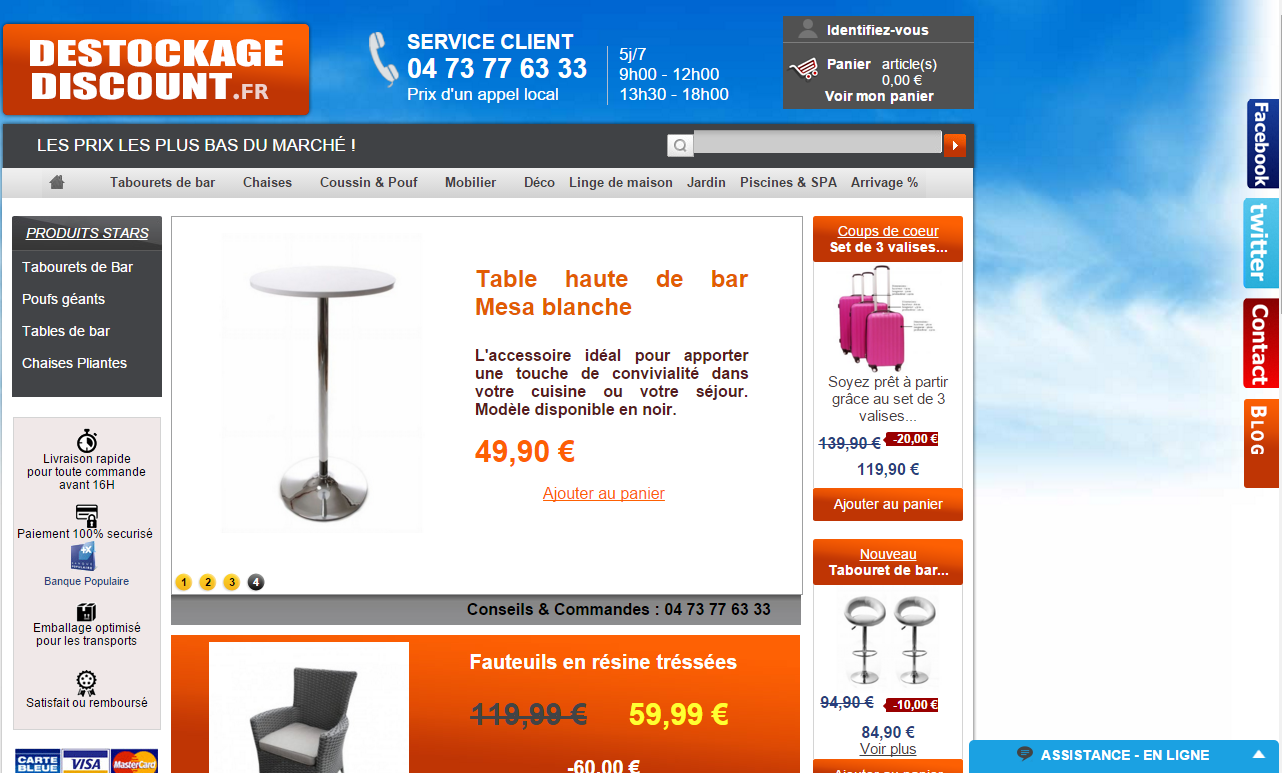 DESTOCKAGE
DISCOUNT.FR
SERVICE CLIENT
04 73 77 63 33
Prix d'un appel local
5j/7
9h00 - 12h00
13h30 - 18h00
Identifiez-vous
Panier article(s)
0,00 €
Voir mon panier
LES PRIX LES PLUS BAS DU MARCHÉ !
Tabourets de bar Chaises Coussin & Pouf Mobilier Déco Linge de maison Jardin Piscines & SPA Arrivage %
Facebook
twitter
Contact
BLOG
PRODUITS STARS
Tabourets de Bar
Poufs géants
Tables de bar
Chaises Pliantes
Livraison rapide
pour toute commande
avant 16H
Paiement 100% securisé
BANQUE POPULAIRE
Banque Populaire
Emballage optimisé
pour les transports
Satisfait ou remboursé
CARTE
BLEUE
VISA
MasterCard
Table haute de bar
Mesa blanche
L'accessoire idéal pour apporter
une touche de convivialité dans
votre cuisine ou votre séjour.
Modèle disponible en noir.
49,90 €
Ajouter au panier
1 2 3 4
Conseils & Commandes : 04 73 77 63 33
Fauteuils en résine tréssées
119,99 € 59,99 €
-60,00 €
Coups de coeur
Set de 3 valises...
Soyez prêt à partir
grâce au set de 3
valises...
139,90 € -20,00 €
119,90 €
Ajouter au panier
Nouveau
Tabouret de bar...
94,90 € -10,00 €
84,90 €
Voir plus
Ajouter au panier
ASSISTANCE - EN LIGNE